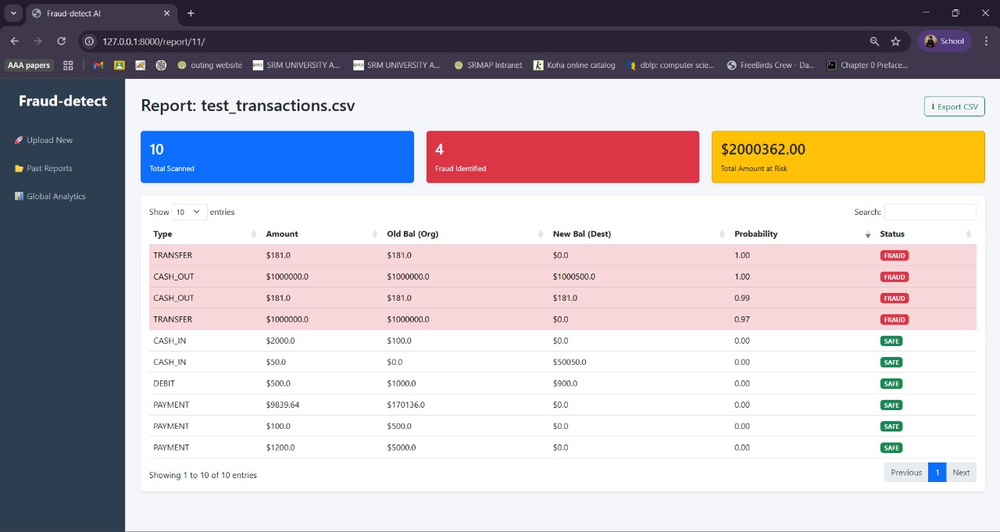 Fraud-detect AI
127.0.0.1:8000/report/11/
School
AAA papers
outing website
SRM UNIVERSITY A...
SRM UNIVERSITY A...
SRMAP Intranet
Koha online catalog
dblp: computer scie...
FreeBirds Crew - Da...
Chapter 0 Preface...
Fraud-detect
Upload New
Past Reports
Global Analytics
Report: test_transactions.csv
Export CSV
10
Total Scanned
4
Fraud Identified
$2000362.00
Total Amount at Risk
Show 10 entries
Search:
Type Amount Old Bal (Org) New Bal (Dest) Probability Status
TRANSFER $181.0 $181.0 $0.0 1.00 FRAUD
CASH_OUT $1000000.0 $1000000.0 $1000500.0 1.00 FRAUD
CASH_OUT $181.0 $181.0 $181.0 0.99 FRAUD
TRANSFER $1000000.0 $1000000.0 $0.0 0.97 FRAUD
CASH_IN $2000.0 $100.0 $0.0 0.00 SAFE
CASH_IN $50.0 $0.0 $50050.0 0.00 SAFE
DEBIT $500.0 $1000.0 $900.0 0.00 SAFE
PAYMENT $9839.64 $170136.0 $0.0 0.00 SAFE
PAYMENT $100.0 $500.0 $0.0 0.00 SAFE
PAYMENT $1200.0 $5000.0 $0.0 0.00 SAFE
Showing 1 to 10 of 10 entries
Previous 1 Next